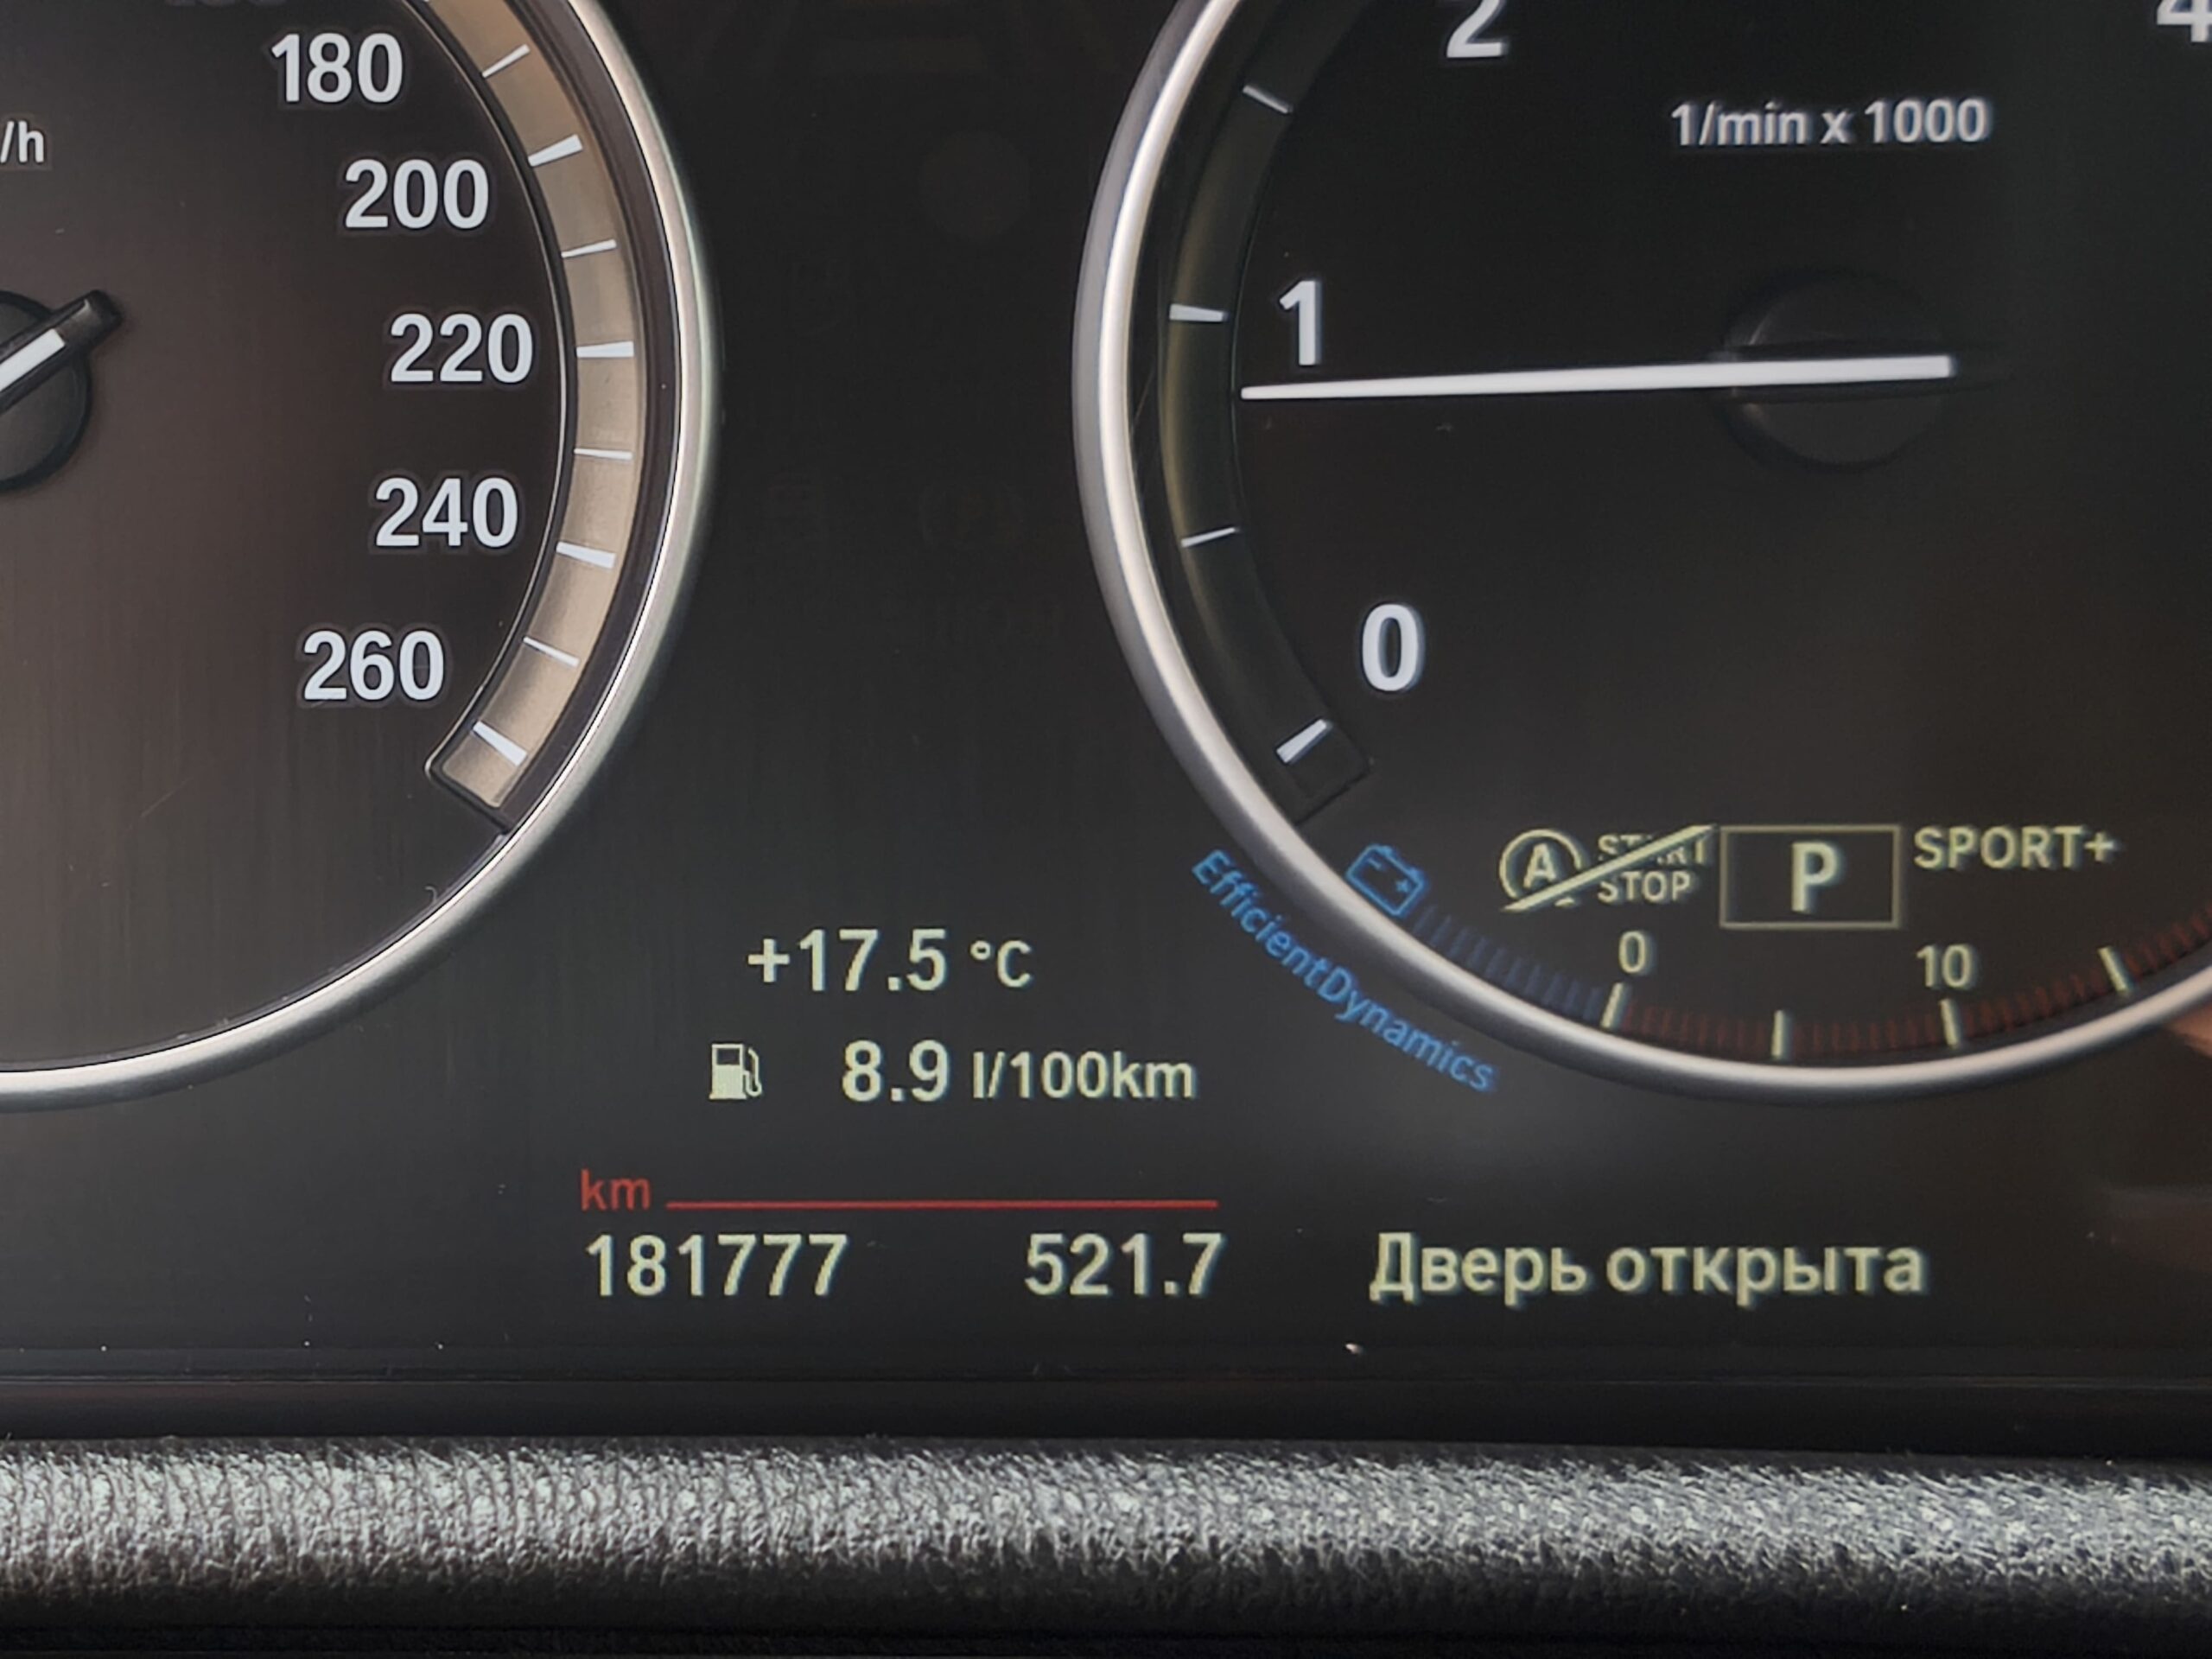 180
/h
200
220
240
260
2
4
1/min x 1000
1
0
START
STOP
A
P
SPORT+
0
10
EfficientDynamics
+17.5 °C
8.9 l/100km
km
181777 521.7
Дверь открыта